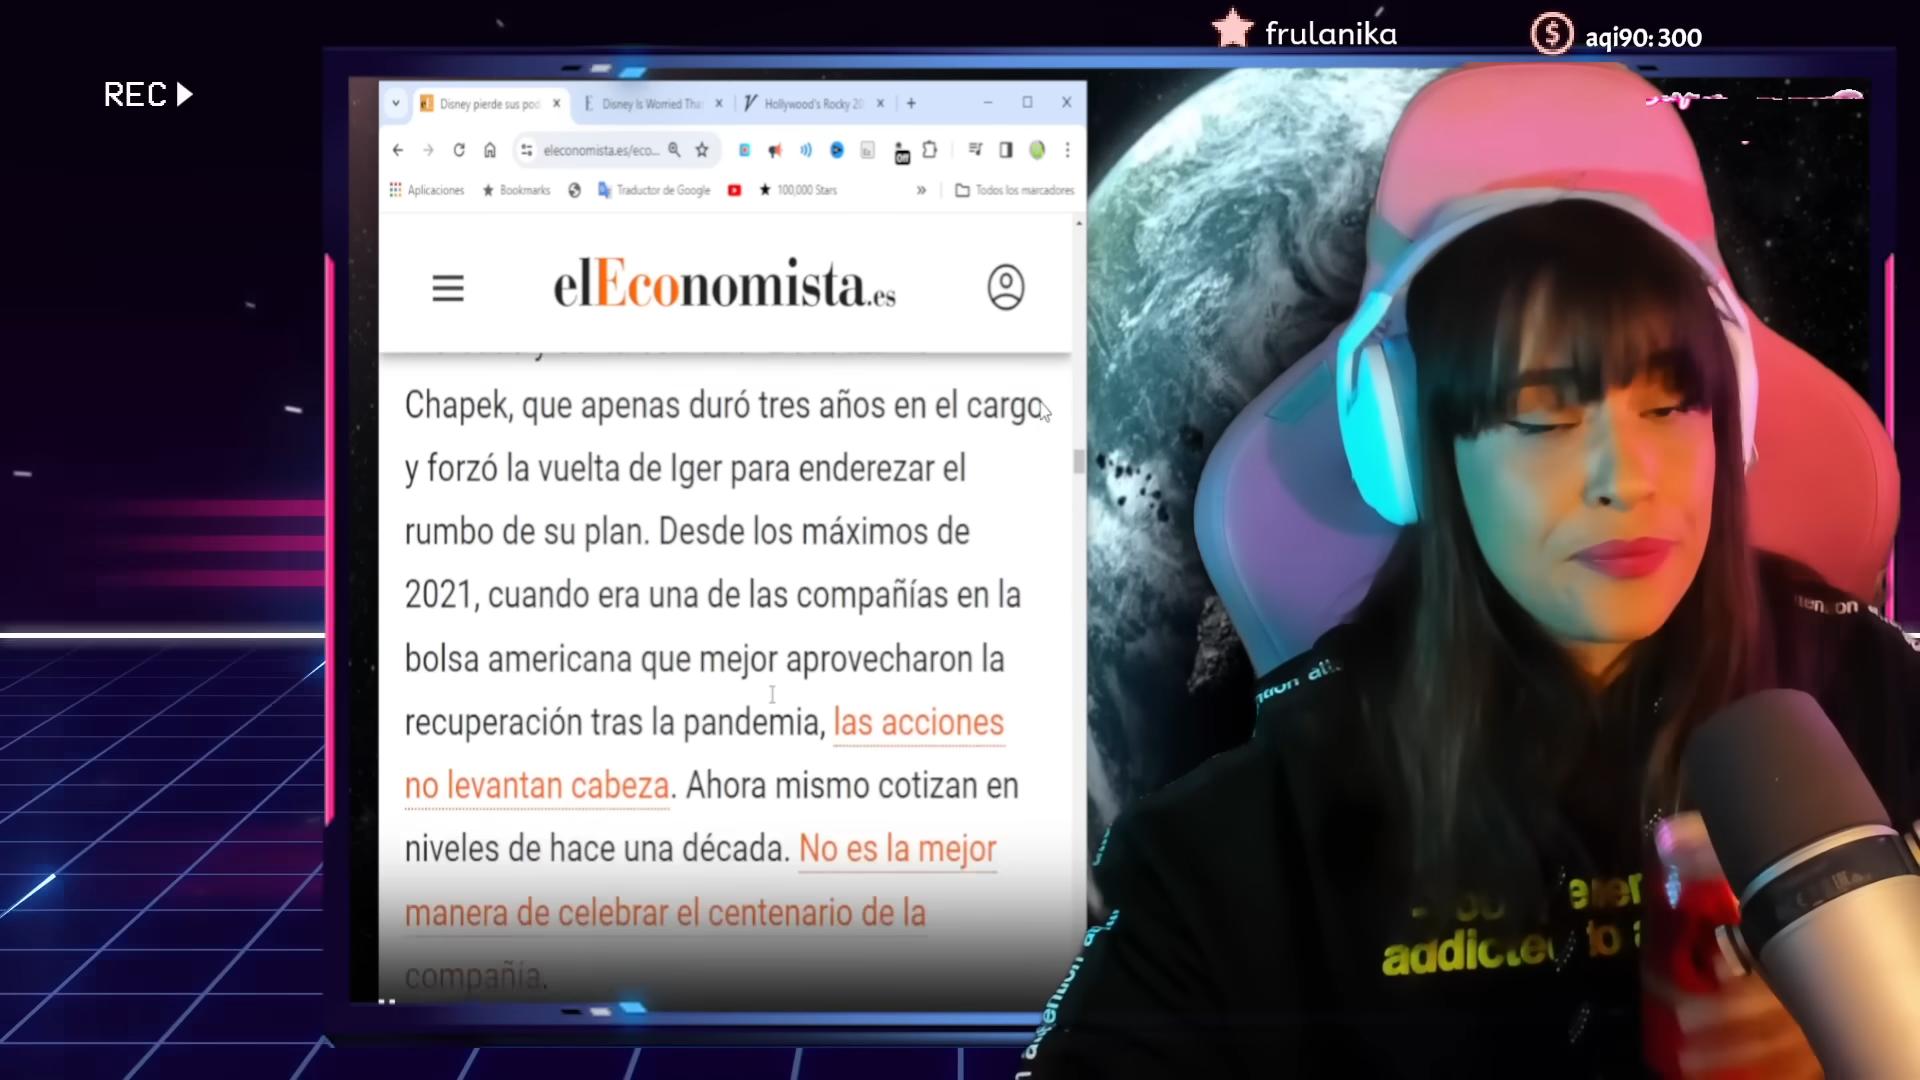 frulanika
aqi90: 300
REC
Disney pierde sus pod
Disney Is Worried Tha
Hollywood's Rocky 20
eleconomista.es/eco...
Off
Aplicaciones
Bookmarks
Traductor de Google
100,000 Stars
»
Todos los marcadores
elEconomista.es
Chapek, que apenas duró tres años en el cargo
y forzó la vuelta de Iger para enderezar el
rumbo de su plan. Desde los máximos de
2021, cuando era una de las compañías en la
bolsa americana que mejor aprovecharon la
recuperación tras la pandemia, las acciones
no levantan cabeza. Ahora mismo cotizan en
niveles de hace una década. No es la mejor
manera de celebrar el centenario de la
compañía.
addicted to